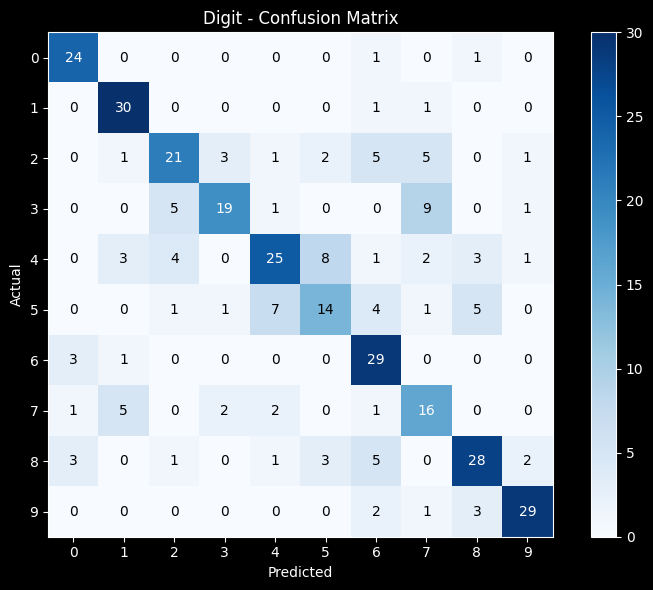 Digit - Confusion Matrix
30
0 24 0 0 0 0 0 1 0 1 0
1 0 30 0 0 0 0 1 1 0 0
25
2 0 1 21 3 1 2 5 5 0 1
20
3 0 0 5 19 1 0 0 9 0 1
Actual
4 0 3 4 0 25 8 1 2 3 1
15
5 0 0 1 1 7 14 4 1 5 0
6 3 1 0 0 0 0 29 0 0 0
10
7 1 5 0 2 2 0 1 16 0 0
5
8 3 0 1 0 1 3 5 0 28 2
9 0 0 0 0 0 0 2 1 3 29
0
0 1 2 3 4 5 6 7 8 9
Predicted